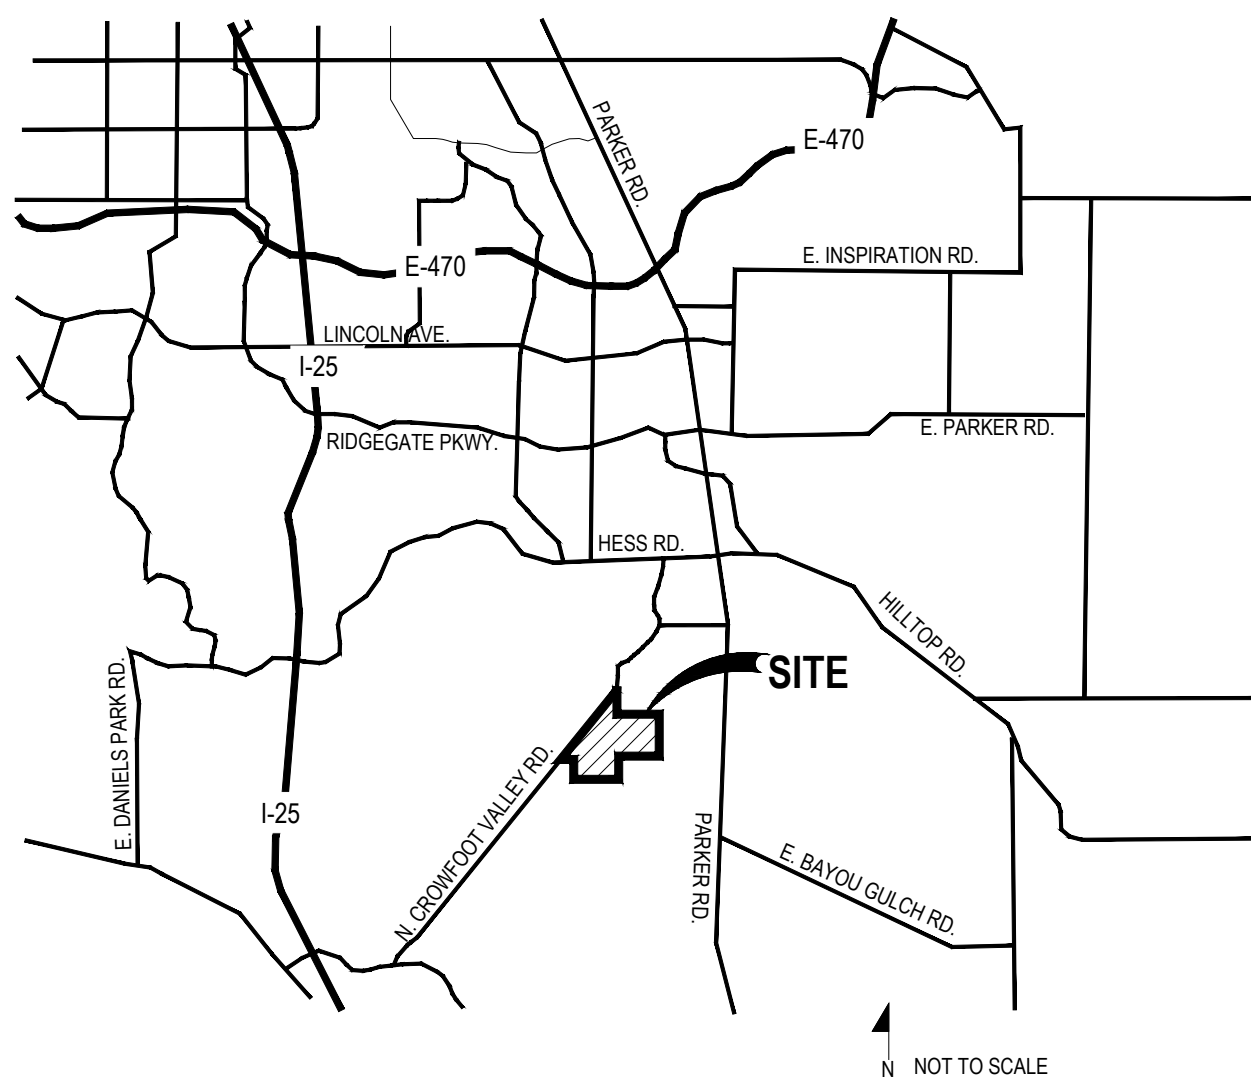 PARKER RD.
E-470
E. INSPIRATION RD.
E-470
LINCOLN AVE.
I-25
E. PARKER RD.
RIDGEGATE PKWY.
HESS RD.
HILLTOP RD.
SITE
E. DANIELS PARK RD.
N. CROWFOOT VALLEY RD.
I-25
PARKER RD.
E. BAYOU GULCH RD.
N
NOT TO SCALE